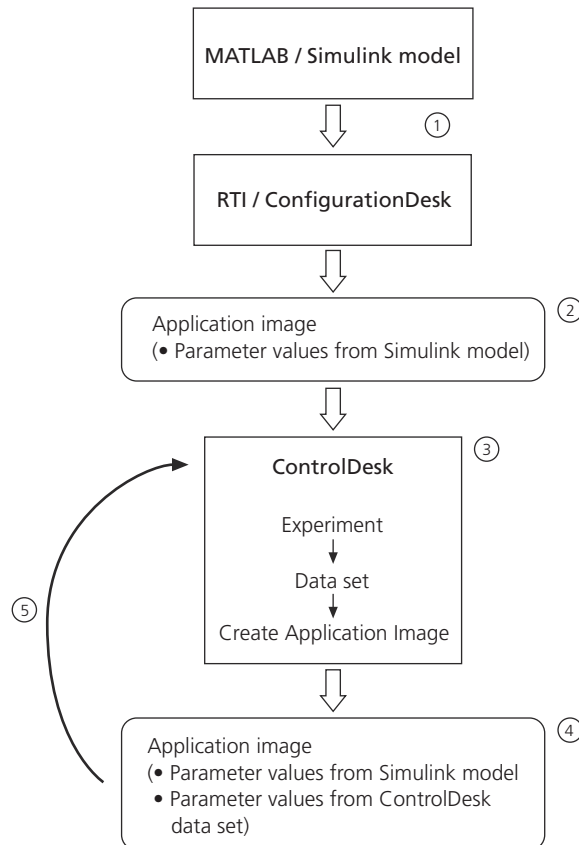 MATLAB / Simulink model
①
RTI / ConfigurationDesk
②
Application image
(• Parameter values from Simulink model)
③
ControlDesk
Experiment
Data set
Create Application Image
⑤
④
Application image
(• Parameter values from Simulink model
• Parameter values from ControlDesk
data set)